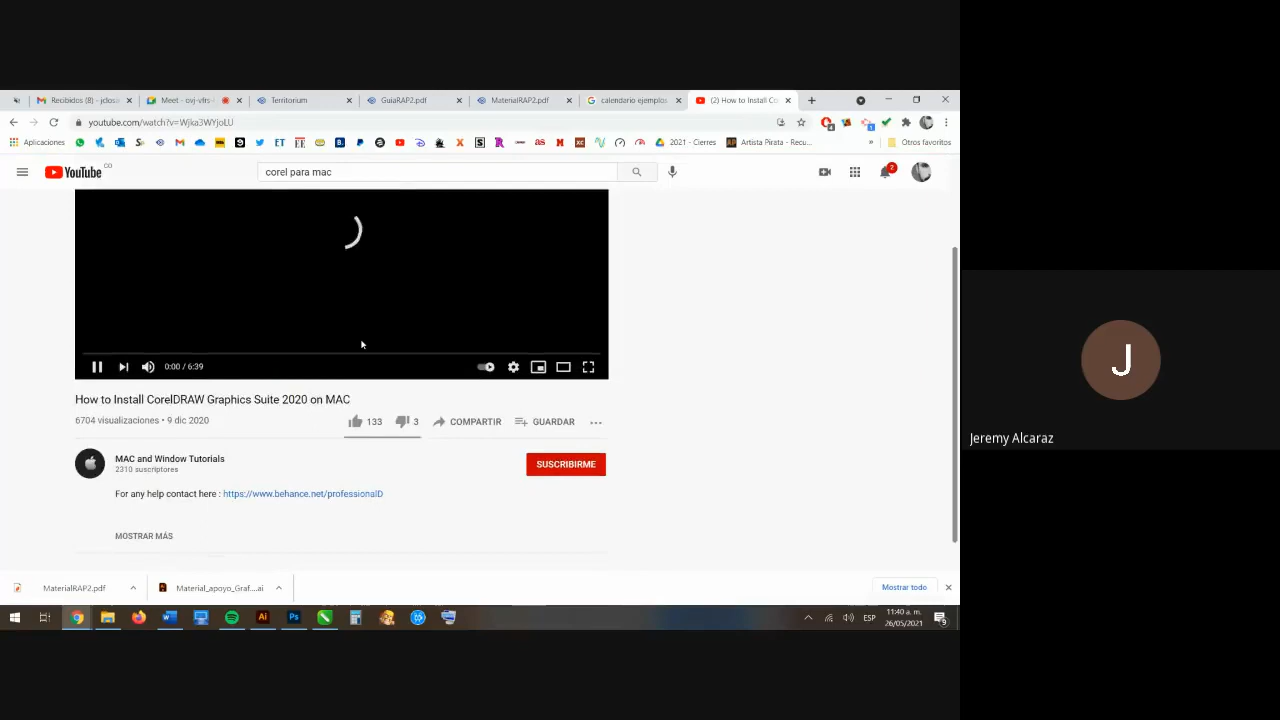 Recibidos (8) - jclosi
Meet - ovj-vfrs-
Territorium
GuiaRAP2.pdf
MaterialRAP2.pdf
calendario ejemplos
(2) How to Install Co
youtube.com/watch?v=Wjka3WYjoLU
Aplicaciones
ET
2021 - Cierres
Artista Pirata - Recu...
Otros favoritos
YouTube CO
corel para mac
2
0:00 / 6:39
How to Install CorelDRAW Graphics Suite 2020 on MAC
6704 visualizaciones • 9 dic 2020
133
3
COMPARTIR
GUARDAR
MAC and Window Tutorials
2310 suscriptores
SUSCRIBIRME
For any help contact here : https://www.behance.net/professionalD
MOSTRAR MÁS
MaterialRAP2.pdf
Material_apoyo_Graf....ai
Mostrar todo
ESP
11:40 a. m.
26/05/2021
J
Jeremy Alcaraz